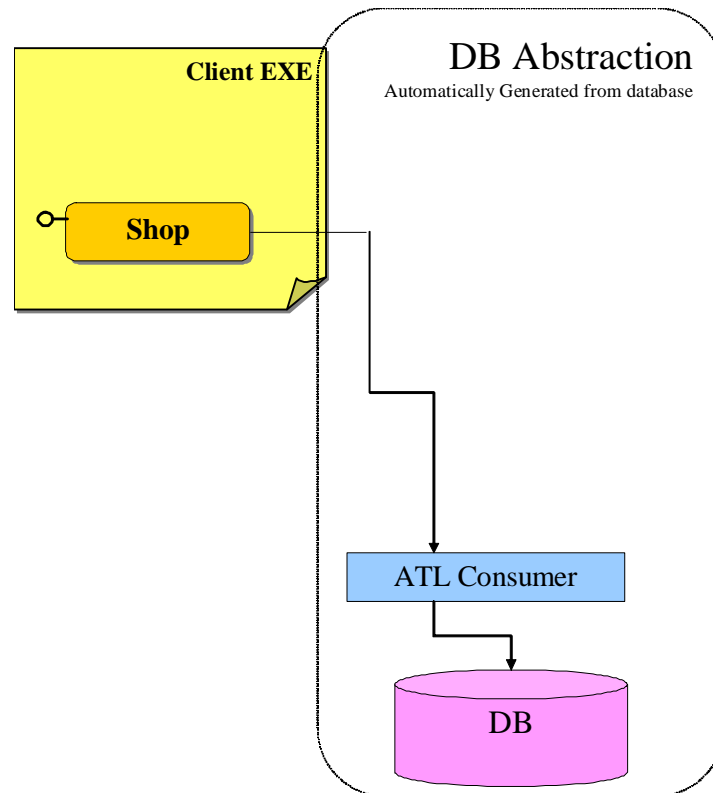 Client EXE
DB Abstraction
Automatically Generated from database
Shop
ATL Consumer
DB